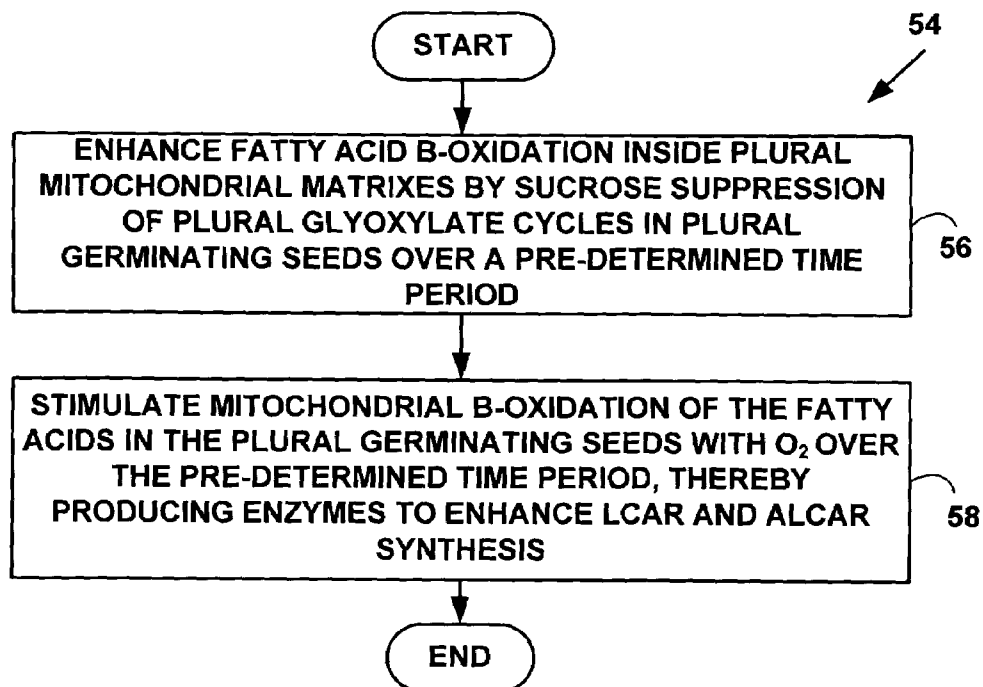 START
54
ENHANCE FATTY ACID B-OXIDATION INSIDE PLURAL
MITOCHONDRIAL MATRIXES BY SUCROSE SUPPRESSION
OF PLURAL GLYOXYLATE CYCLES IN PLURAL
GERMINATING SEEDS OVER A PRE-DETERMINED TIME
PERIOD
56
STIMULATE MITOCHONDRIAL B-OXIDATION OF THE FATTY
ACIDS IN THE PLURAL GERMINATING SEEDS WITH O₂ OVER
THE PRE-DETERMINED TIME PERIOD, THEREBY
PRODUCING ENZYMES TO ENHANCE LCAR AND ALCAR
SYNTHESIS
58
END